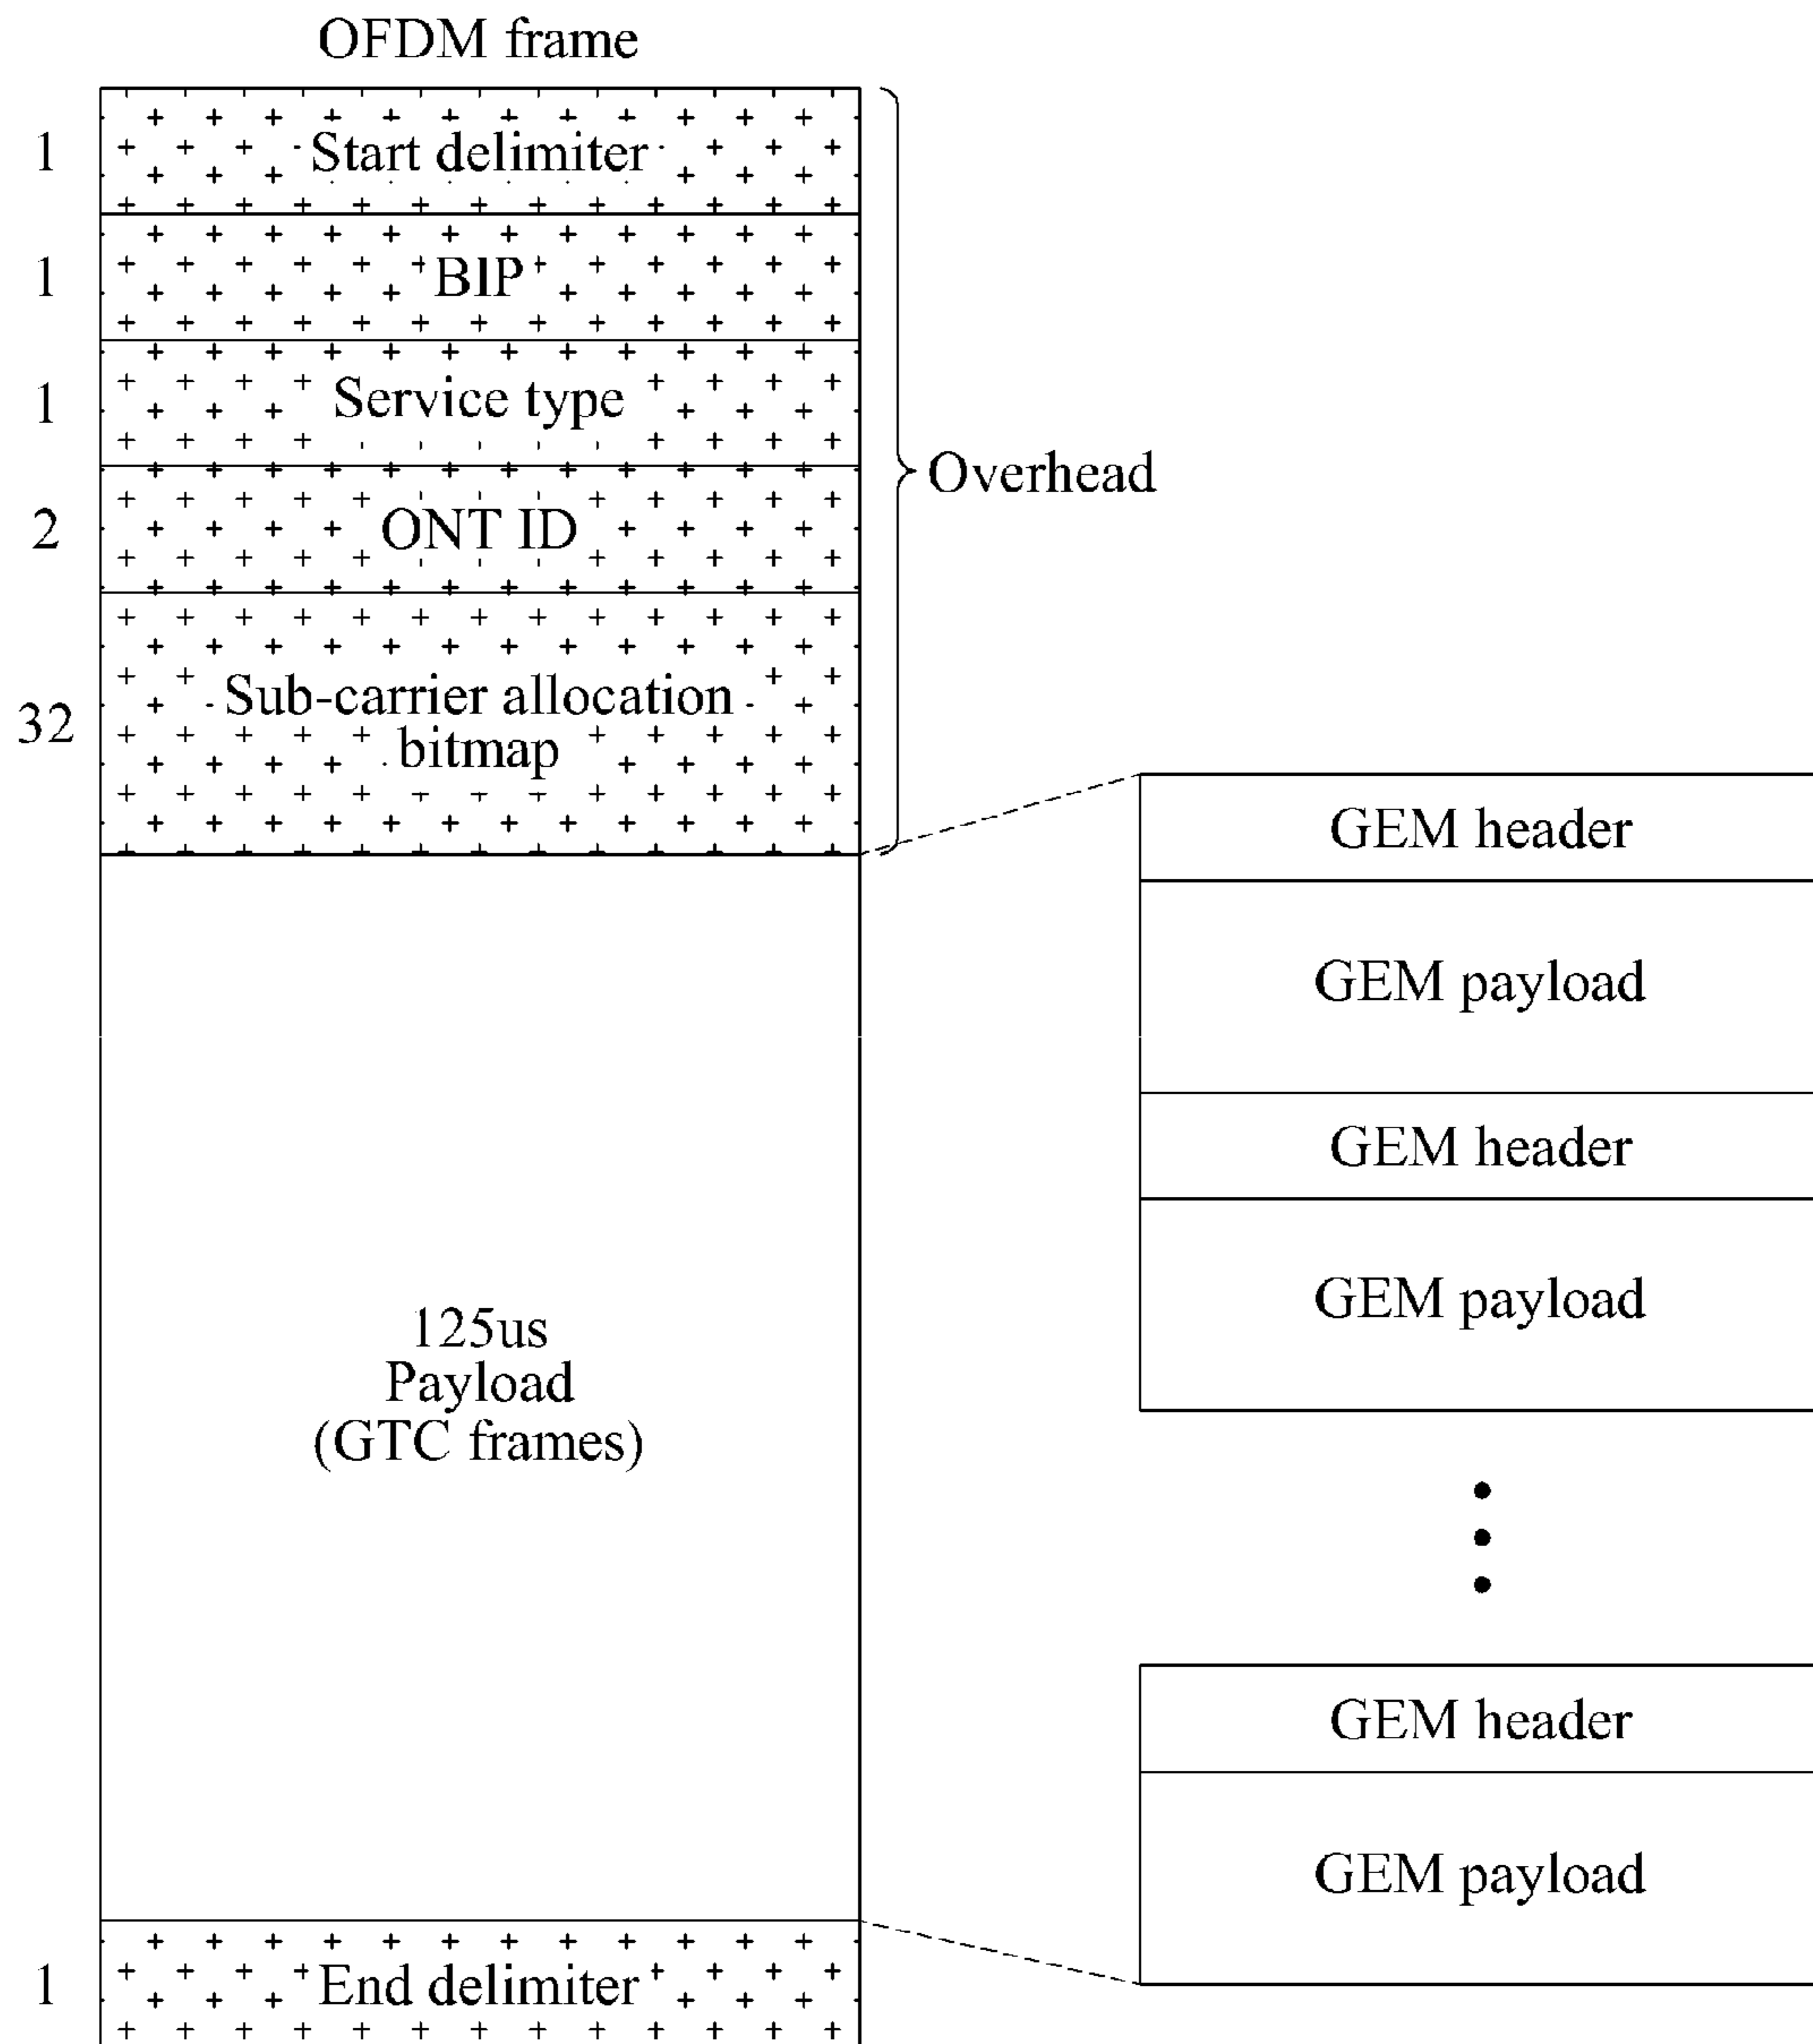 OFDM frame
1
Start delimiter
1
BIP
1
Service type
2
ONT ID
Overhead
32
Sub-carrier allocation
bitmap
GEM header
GEM payload
GEM header
GEM payload
125us
Payload
(GTC frames)
GEM header
GEM payload
1
End delimiter